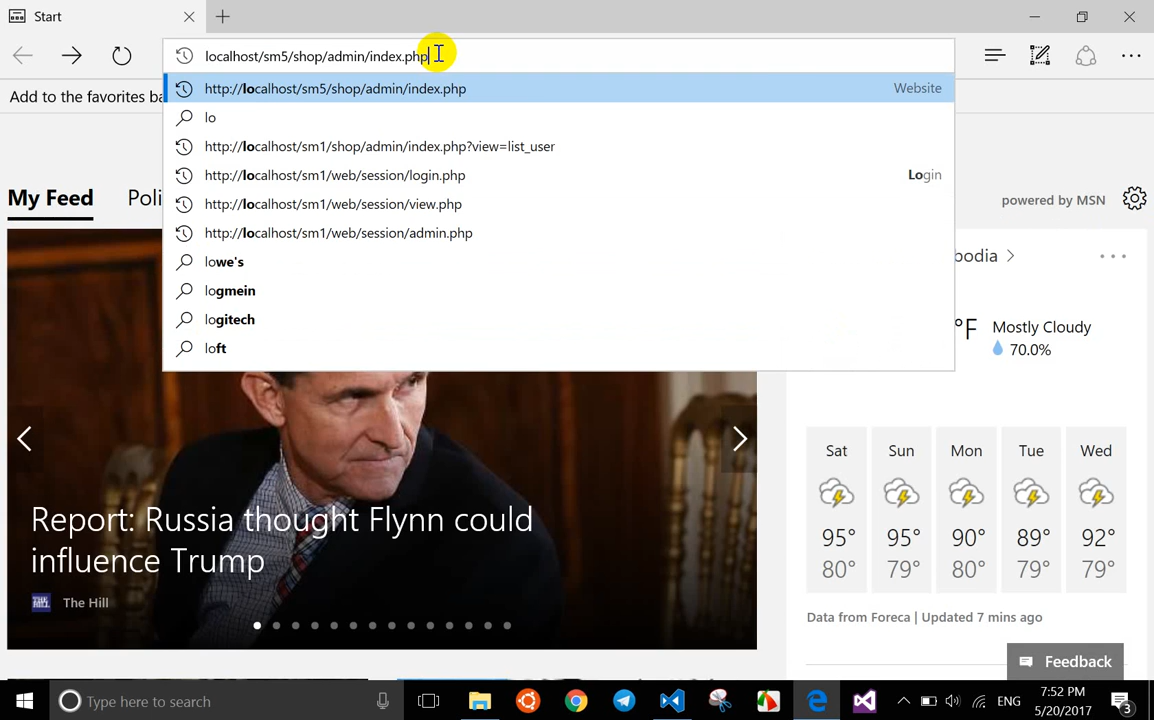 Start
localhost/sm5/shop/admin/index.php
Add to the favorites ba
http://localhost/sm5/shop/admin/index.php Website
lo
http://localhost/sm1/shop/admin/index.php?view=list_user
http://localhost/sm1/web/session/login.php Login
http://localhost/sm1/web/session/view.php
http://localhost/sm1/web/session/admin.php
lowe's
logmein
logitech
loft
My Feed Poli
powered by MSN
bodia
°F Mostly Cloudy
70.0%
Sat Sun Mon Tue Wed
95° 95° 90° 89° 92°
80° 79° 80° 79° 79°
Report: Russia thought Flynn could
influence Trump
The Hill
Data from Foreca | Updated 7 mins ago
Feedback
Type here to search
ENG
7:52 PM
5/20/2017
3